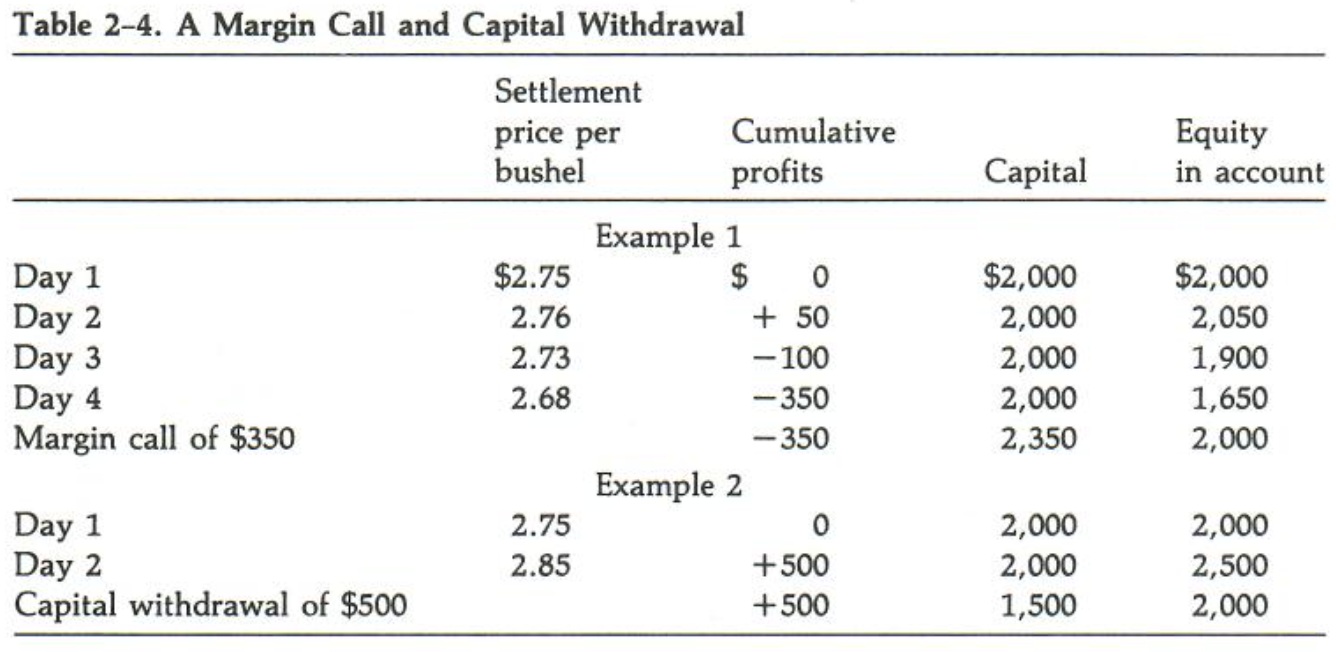 Table 2–4. A Margin Call and Capital Withdrawal
Settlement
price per Cumulative Equity
bushel profits Capital in account
Example 1
Day 1 $2.75 $ 0 $2,000 $2,000
Day 2 2.76 + 50 2,000 2,050
Day 3 2.73 −100 2,000 1,900
Day 4 2.68 −350 2,000 1,650
Margin call of $350 −350 2,350 2,000
Example 2
Day 1 2.75 0 2,000 2,000
Day 2 2.85 +500 2,000 2,500
Capital withdrawal of $500 +500 1,500 2,000